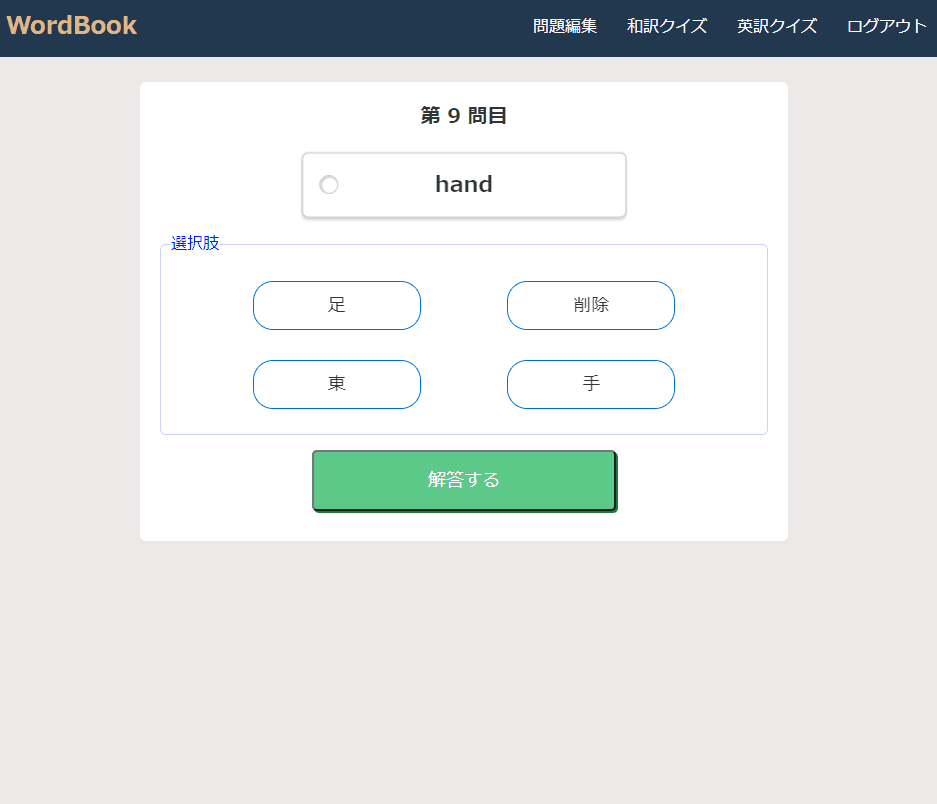 WordBook
問題編集 和訳クイズ 英訳クイズ ログアウト
第 9 問目
hand
選択肢
足 削除
東 手
解答する